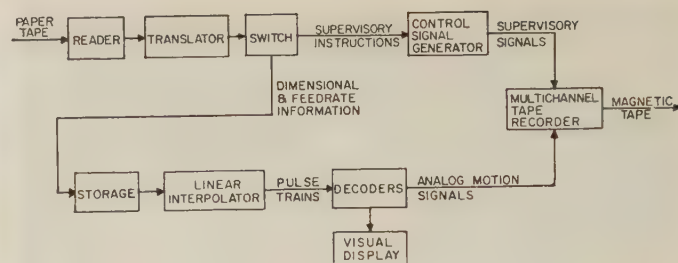 PAPER
TAPE
READER
TRANSLATOR
SWITCH
SUPERVISORY
INSTRUCTIONS
CONTROL
SIGNAL
GENERATOR
SUPERVISORY
SIGNALS
DIMENSIONAL
& FEEDRATE
INFORMATION
MULTICHANNEL
TAPE
RECORDER
MAGNETIC
TAPE
STORAGE
LINEAR
INTERPOLATOR
PULSE
TRAINS
DECODERS
ANALOG MOTION
SIGNALS
VISUAL
DISPLAY